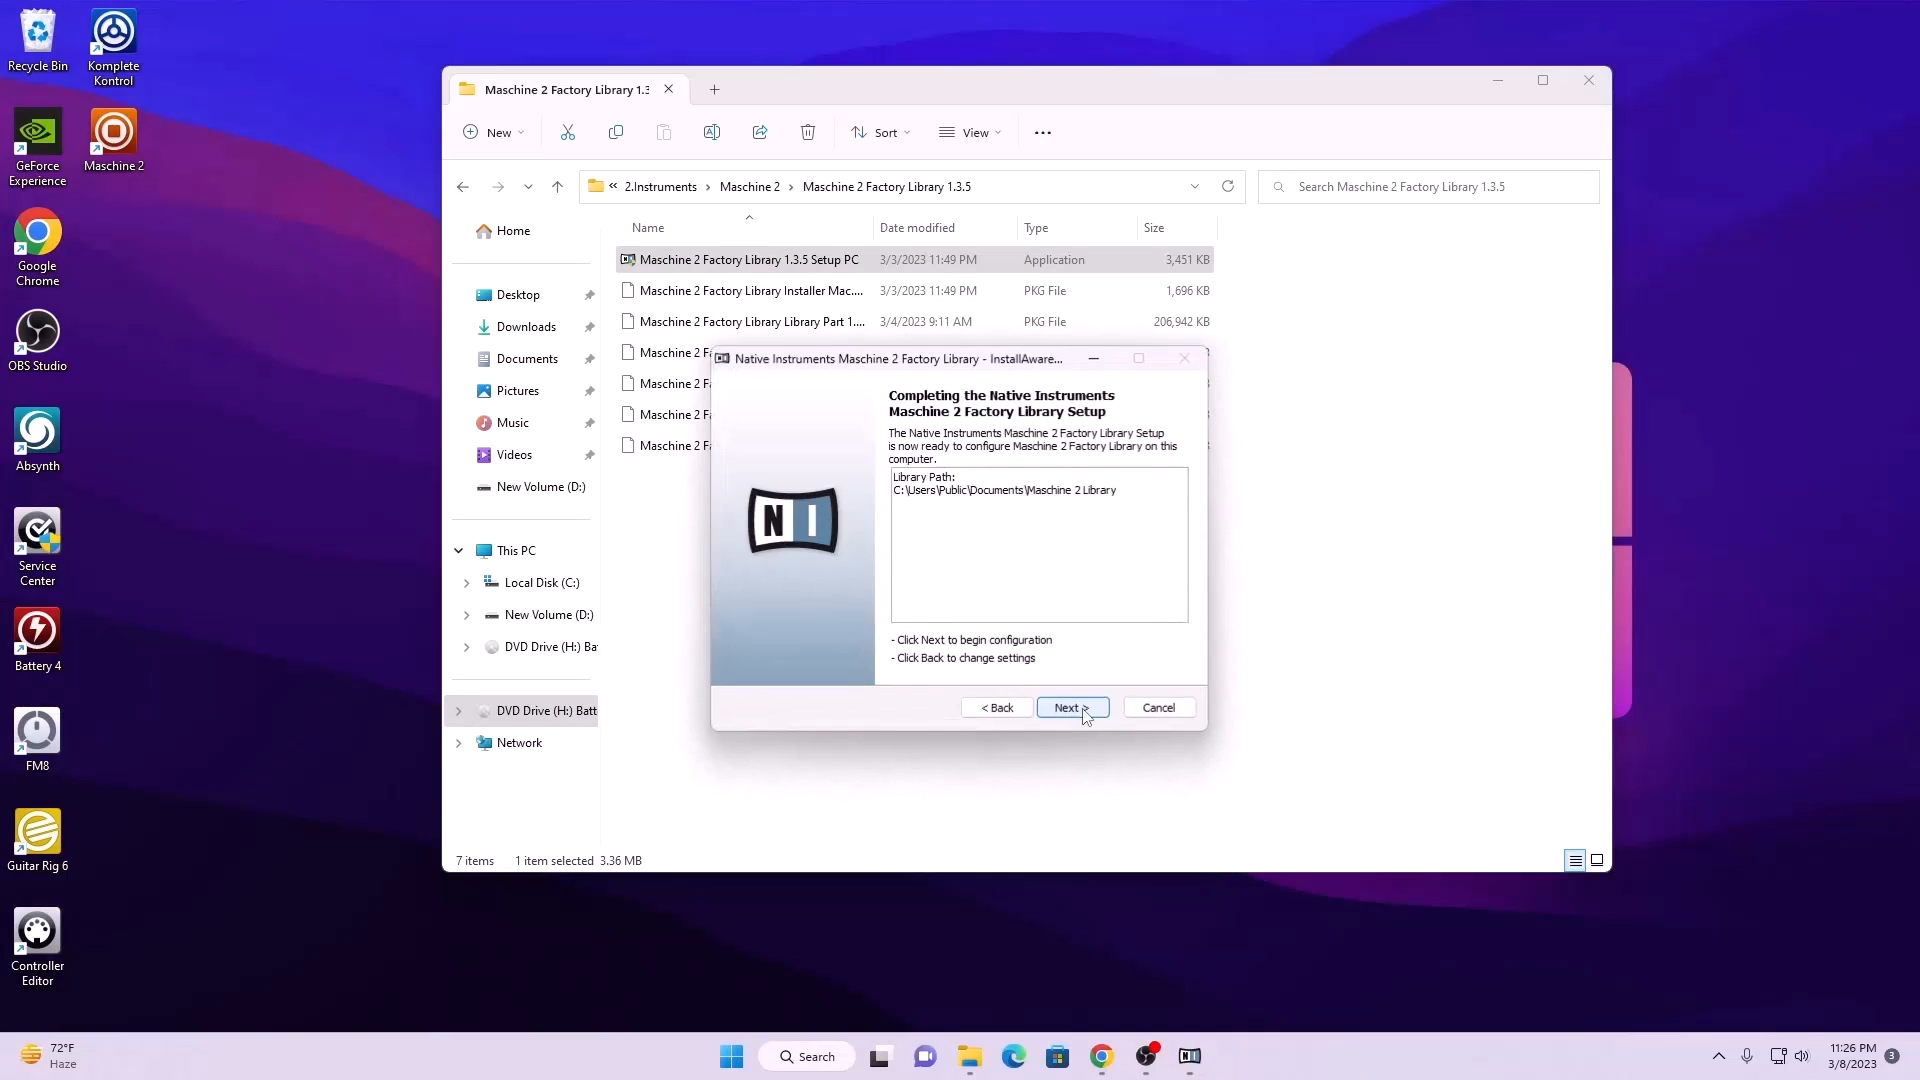 Recycle Bin
Komplete
Kontrol
GeForce
Experience
Maschine 2
Google
Chrome
OBS Studio
Absynth
Service
Center
Battery 4
FM8
Guitar Rig 6
Controller
Editor
Maschine 2 Factory Library 1.3
New
Sort
View
« 2.Instruments > Maschine 2 > Maschine 2 Factory Library 1.3.5
Search Maschine 2 Factory Library 1.3.5
Home
Desktop
Downloads
Documents
Pictures
Music
Videos
New Volume (D:)
This PC
Local Disk (C:)
New Volume (D:)
DVD Drive (H:) Ba
DVD Drive (H:) Batt
Network
Name Date modified Type Size
Maschine 2 Factory Library 1.3.5 Setup PC 3/3/2023 11:49 PM Application 3,451 KB
Maschine 2 Factory Library Installer Mac.... 3/3/2023 11:49 PM PKG File 1,696 KB
Maschine 2 Factory Library Library Part 1.... 3/4/2023 9:11 AM PKG File 206,942 KB
Maschine 2 F
Maschine 2 F
Maschine 2 F
Maschine 2 F
Native Instruments Maschine 2 Factory Library - InstallAware...
NI
Completing the Native Instruments
Maschine 2 Factory Library Setup
The Native Instruments Maschine 2 Factory Library Setup
is now ready to configure Maschine 2 Factory Library on this
computer.
Library Path:
C:\Users\Public\Documents\Maschine 2 Library
- Click Next to begin configuration
- Click Back to change settings
< Back Next > Cancel
7 items 1 item selected 3.36 MB
72°F
Haze
Search
NI
11:26 PM
3/8/2023
3